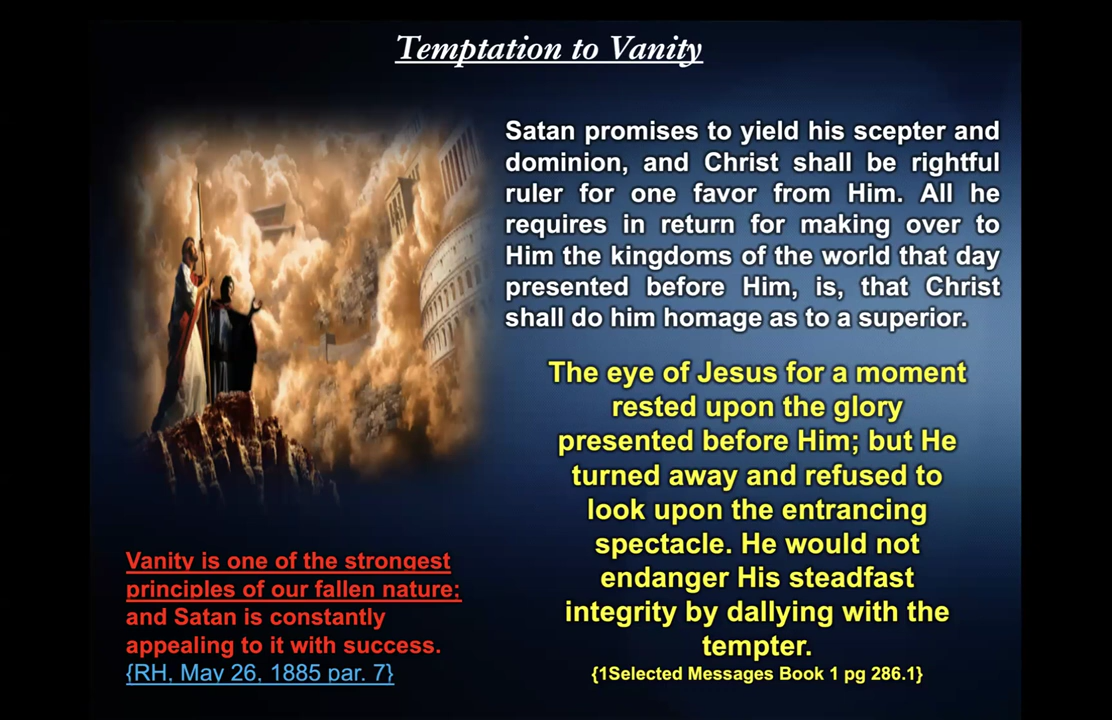 Temptation to Vanity
Satan promises to yield his scepter and
dominion, and Christ shall be rightful
ruler for one favor from Him. All he
requires in return for making over to
Him the kingdoms of the world that day
presented before Him, is, that Christ
shall do him homage as to a superior.
The eye of Jesus for a moment
rested upon the glory
presented before Him; but He
turned away and refused to
look upon the entrancing
spectacle. He would not
endanger His steadfast
integrity by dallying with the
tempter.
{1Selected Messages Book 1 pg 286.1}
Vanity is one of the strongest
principles of our fallen nature;
and Satan is constantly
appealing to it with success.
{RH, May 26, 1885 par. 7}